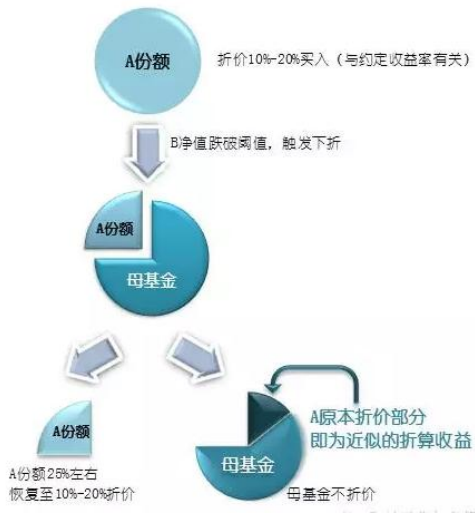 A份额
折价10%-20%买入（与约定收益率有关）
B净值跌破阈值，触发下折
A份额
母基金
A份额
A原本折价部分
即为近似的折算收益
母基金
A份额25%左右
恢复至10%-20%折价
母基金不折价